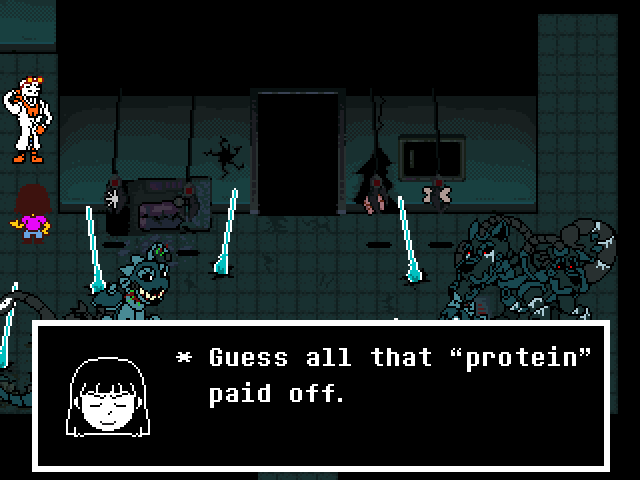 * Guess all that “protein”
paid off.